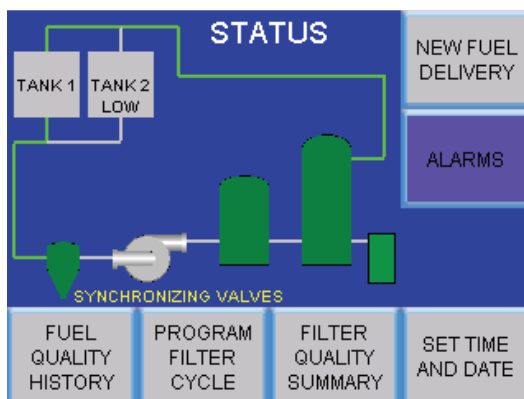 STATUS
TANK 1
TANK 2
LOW
NEW FUEL
DELIVERY
ALARMS
SYNCHRONIZING VALVES
FUEL
QUALITY
HISTORY
PROGRAM
FILTER
CYCLE
FILTER
QUALITY
SUMMARY
SET TIME
AND DATE